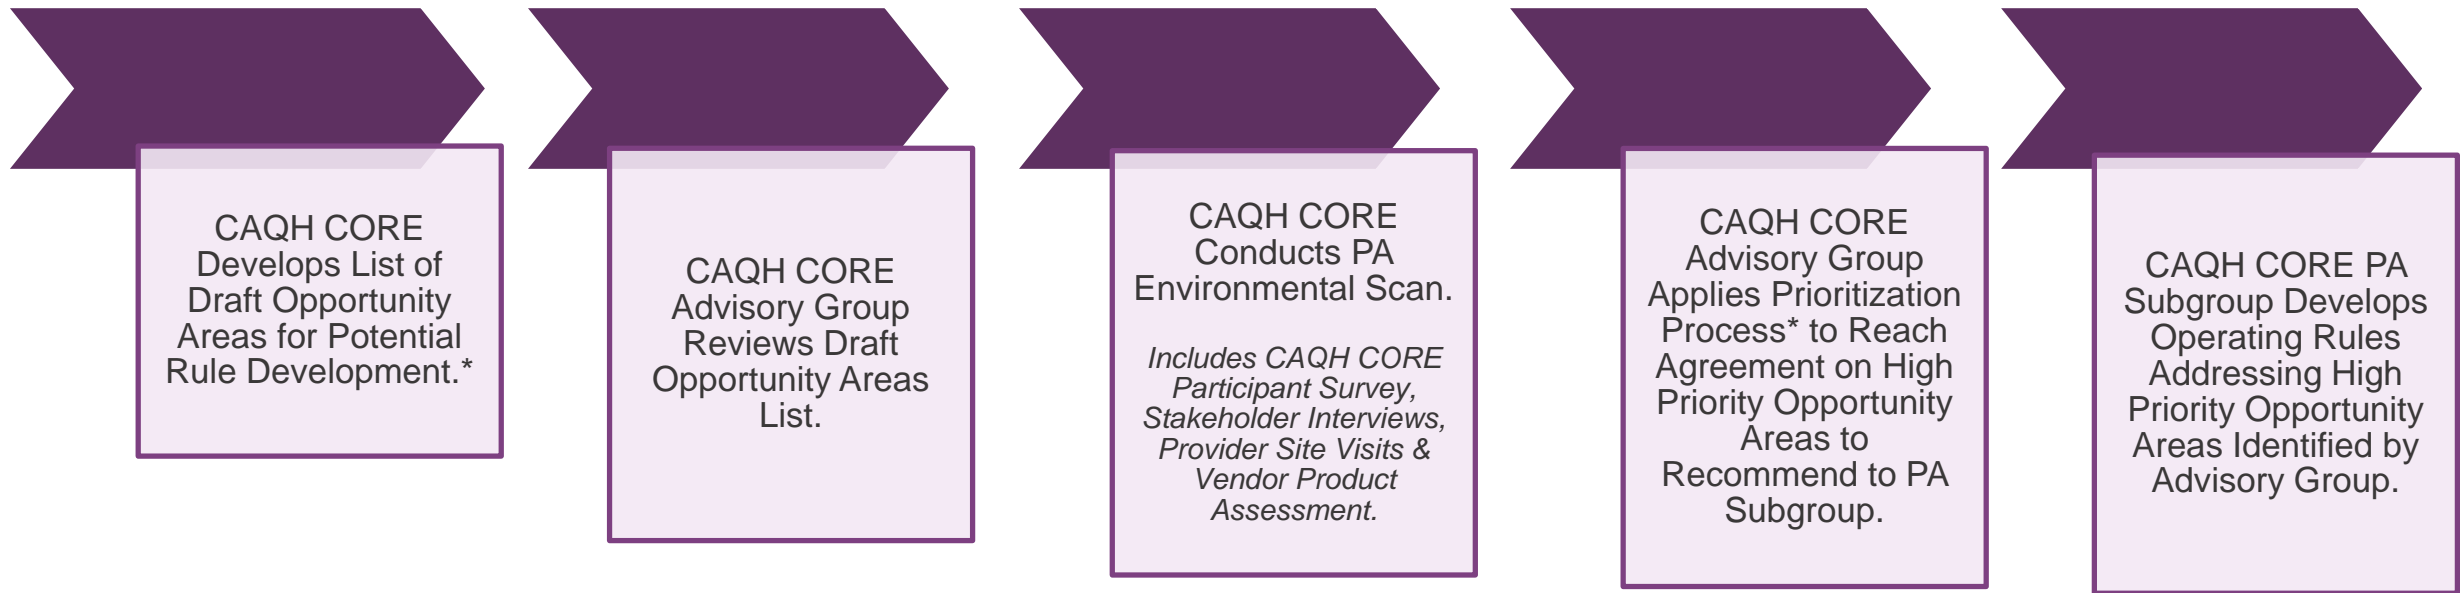 CAQH CORE
Develops List of
Draft Opportunity
Areas for Potential
Rule Development.*
CAQH CORE
Advisory Group
Reviews Draft
Opportunity Areas
List.
CAQH CORE
Conducts PA
Environmental Scan.
Includes CAQH CORE
Participant Survey,
Stakeholder Interviews,
Provider Site Visits &
Vendor Product
Assessment.
CAQH CORE
Advisory Group
Applies Prioritization
Process* to Reach
Agreement on High
Priority Opportunity
Areas to
Recommend to PA
Subgroup.
CAQH CORE PA
Subgroup Develops
Operating Rules
Addressing High
Priority Opportunity
Areas Identified by
Advisory Group.